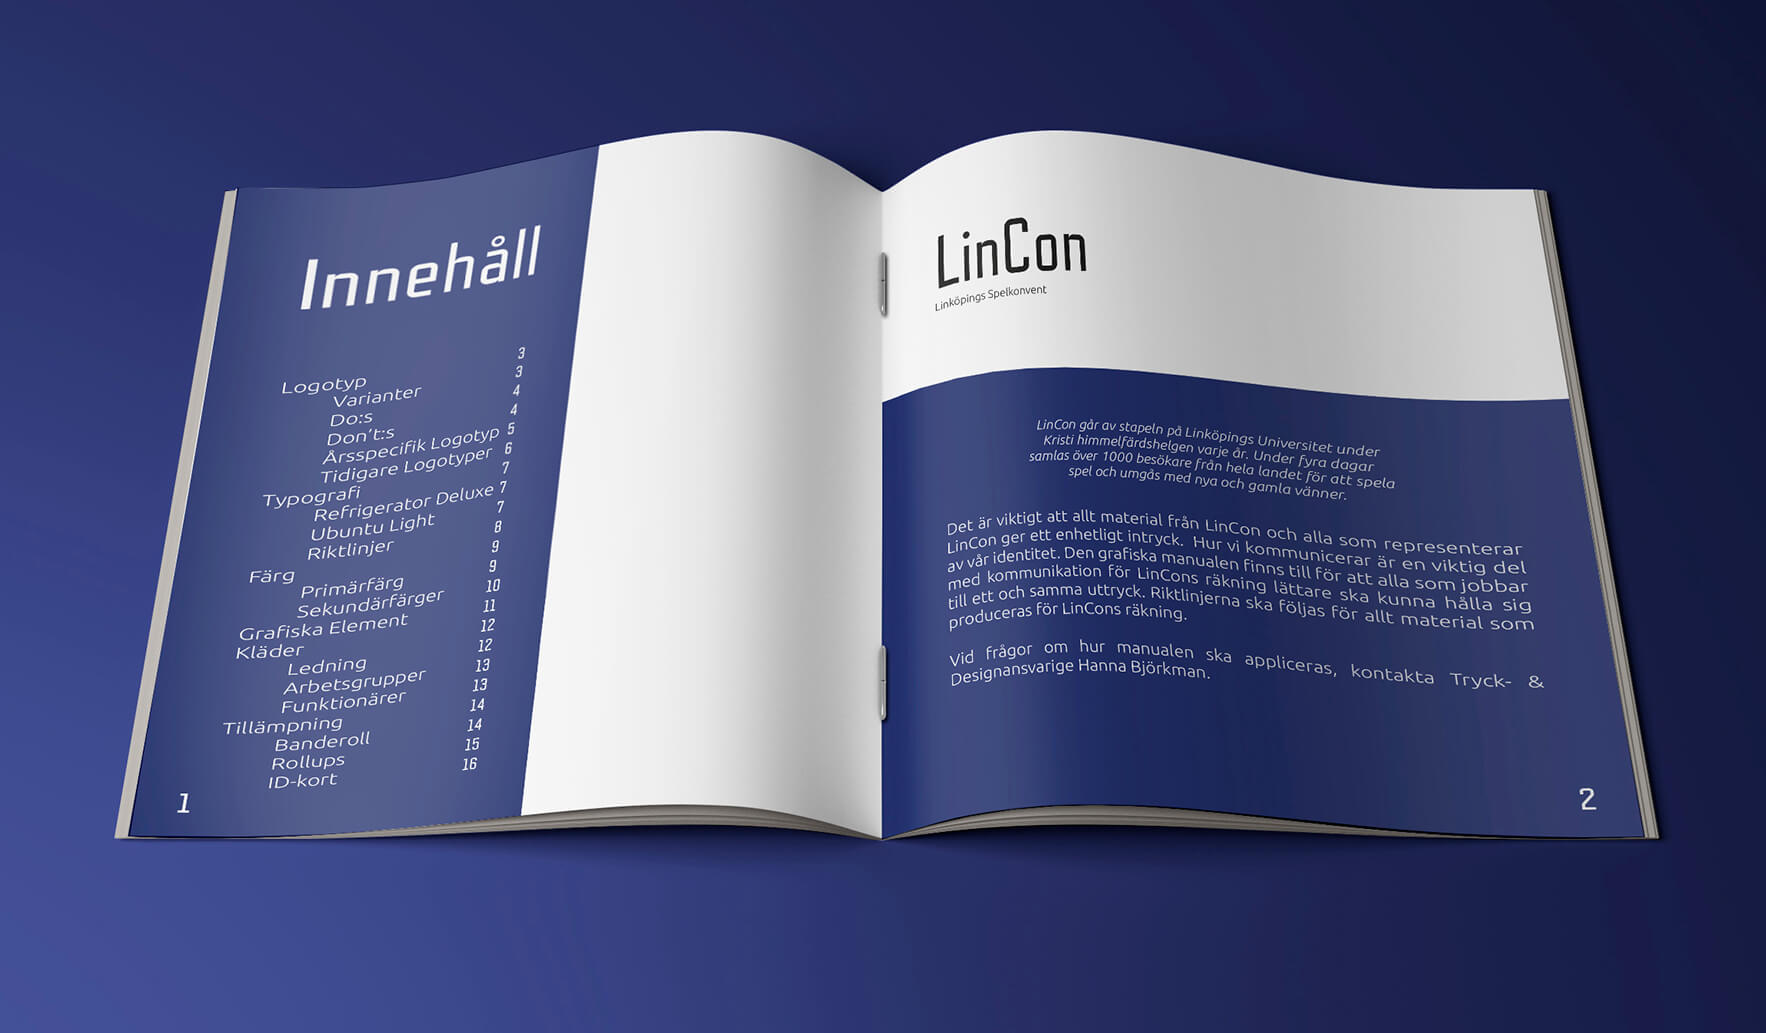 Innehåll
Logotyp 3
Varianter 3
Do:s 4
Don't:s 4
Årsspecifik Logotyp 5
Tidigare Logotyper 6
Typografi 7
Refrigerator Deluxe 7
Ubuntu Light 7
Riktlinjer 8
Färg 9
Primärfärg 9
Sekundärfärger 10
Grafiska Element 11
Kläder 12
Ledning 12
Arbetsgrupper 13
Funktionärer 13
Tillämpning 14
Banderoll 14
Rollups 15
ID-kort 16
1
LinCon
Linköpings Spelkonvent
LinCon går av stapeln på Linköpings Universitet under
Kristi himmelfärdshelgen varje år. Under fyra dagar
samlas över 1000 besökare från hela landet för att spela
spel och umgås med nya och gamla vänner.
Det är viktigt att allt material från LinCon och alla som representerar
LinCon ger ett enhetligt intryck. Hur vi kommunicerar är en viktig del
av vår identitet. Den grafiska manualen finns till för att alla som jobbar
med kommunikation för LinCons räkning lättare ska kunna hålla sig
till ett och samma uttryck. Riktlinjerna ska följas för allt material som
produceras för LinCons räkning.
Vid frågor om hur manualen ska appliceras, kontakta Tryck- &
Designansvarige Hanna Björkman.
2